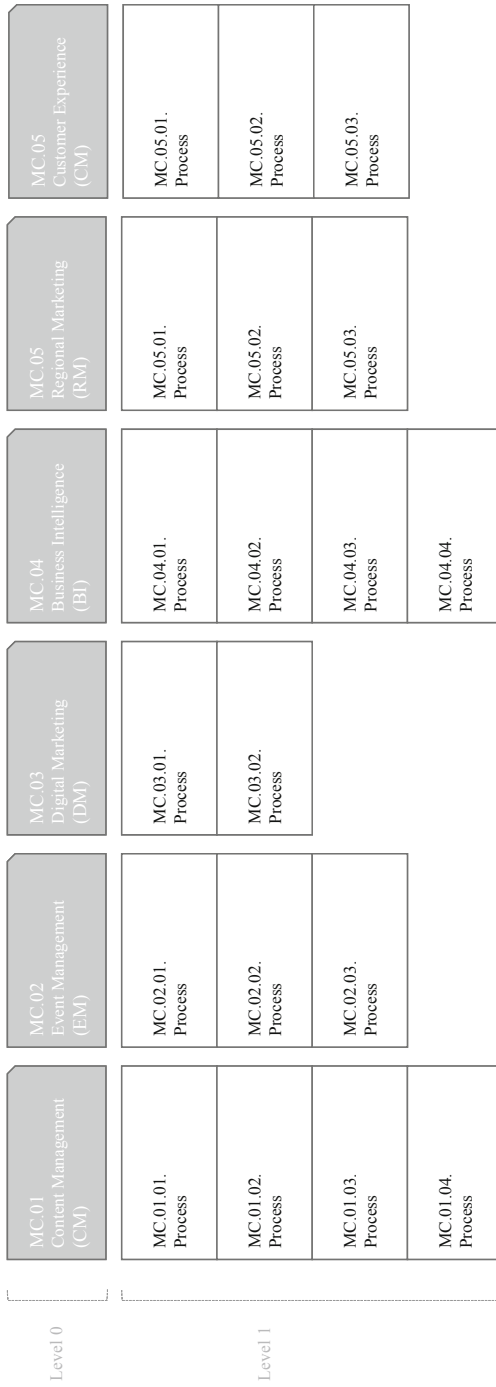 Level 0
MC.01
Content Management
(CM)
MC.02
Event Management
(EM)
MC.03
Digital Marketing
(DM)
MC.04
Business Intelligence
(BI)
MC.05
Regional Marketing
(RM)
MC.05
Customer Experience
(CM)
Level 1
MC.01.01.
Process
MC.01.02.
Process
MC.01.03.
Process
MC.01.04.
Process
MC.02.01.
Process
MC.02.02.
Process
MC.02.03.
Process
MC.03.01.
Process
MC.03.02.
Process
MC.04.01.
Process
MC.04.02.
Process
MC.04.03.
Process
MC.04.04.
Process
MC.05.01.
Process
MC.05.02.
Process
MC.05.03.
Process
MC.05.01.
Process
MC.05.02.
Process
MC.05.03.
Process